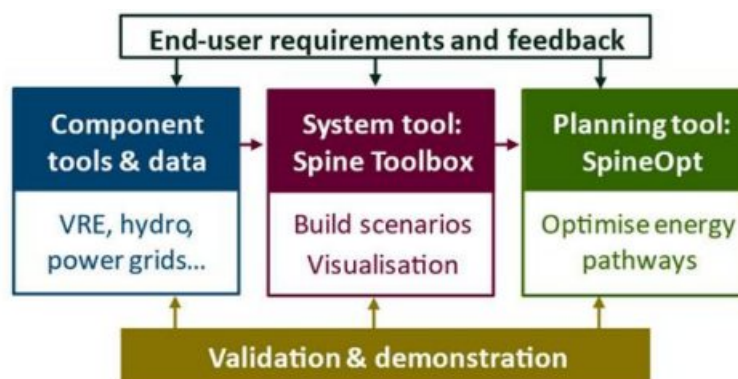 End-user requirements and feedback
Component
tools & data
VRE, hydro,
power grids...
System tool:
Spine Toolbox
Build scenarios
Visualisation
Planning tool:
SpineOpt
Optimise energy
pathways
Validation & demonstration